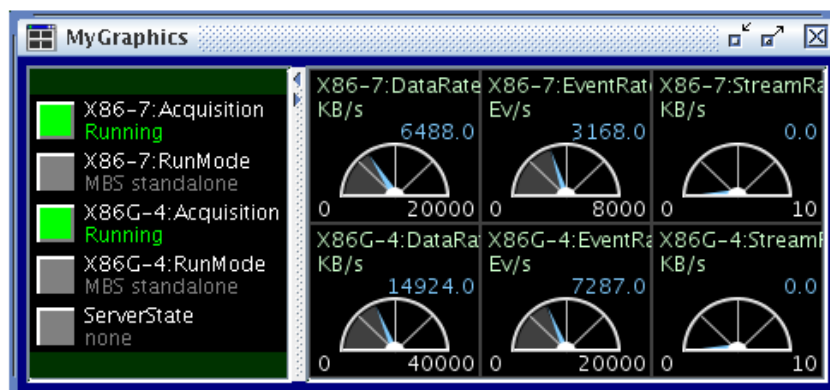 MyGraphics
X86-7:Acquisition
Running
X86-7:RunMode
MBS standalone
X86G-4:Acquisition
Running
X86G-4:RunMode
MBS standalone
ServerState
none
X86-7:DataRate
KB/s
6488.0
0 20000
X86-7:EventRat
Ev/s
3168.0
0 8000
X86-7:StreamRa
KB/s
0.0
0 10
X86G-4:DataRa
KB/s
14924.0
0 40000
X86G-4:EventRa
Ev/s
7287.0
0 20000
X86G-4:Stream
KB/s
0.0
0 10